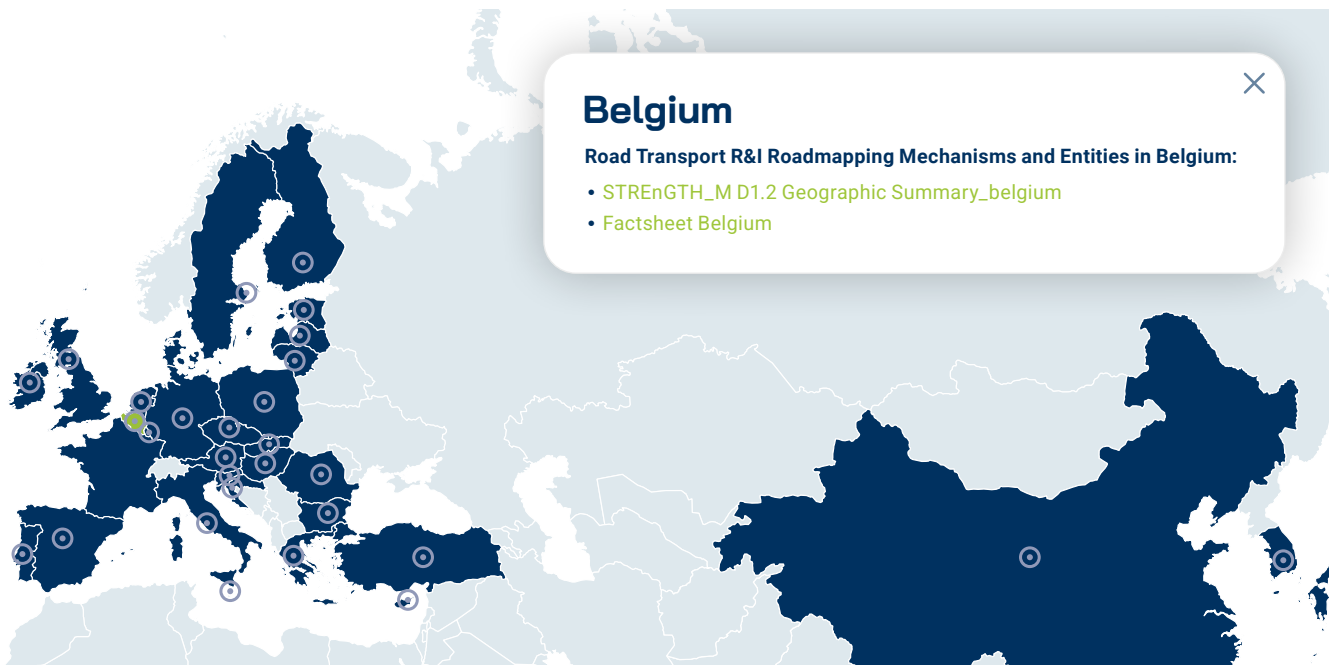 Belgium
Road Transport R&I Roadmapping Mechanisms and Entities in Belgium:
• STREnGTH_M D1.2 Geographic Summary_belgium
• Factsheet Belgium